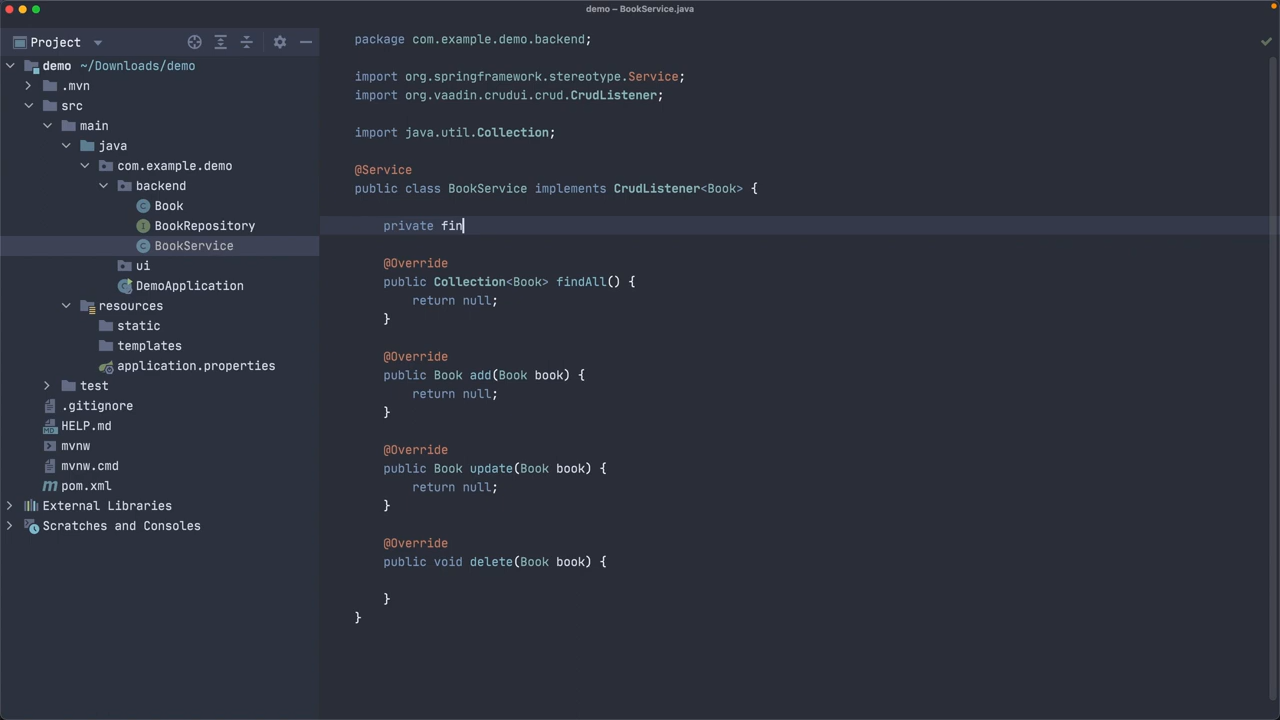 demo – BookService.java
Project
demo ~/Downloads/demo
.mvn
src
main
java
com.example.demo
backend
Book
BookRepository
BookService
ui
DemoApplication
resources
static
templates
application.properties
test
.gitignore
HELP.md
mvnw
mvnw.cmd
pom.xml
External Libraries
Scratches and Consoles
package com.example.demo.backend;
import org.springframework.stereotype.Service;
import org.vaadin.crudui.crud.CrudListener;
import java.util.Collection;
@Service
public class BookService implements CrudListener<Book> {
private fin
@Override
public Collection<Book> findAll() {
return null;
}
@Override
public Book add(Book book) {
return null;
}
@Override
public Book update(Book book) {
return null;
}
@Override
public void delete(Book book) {
}
}